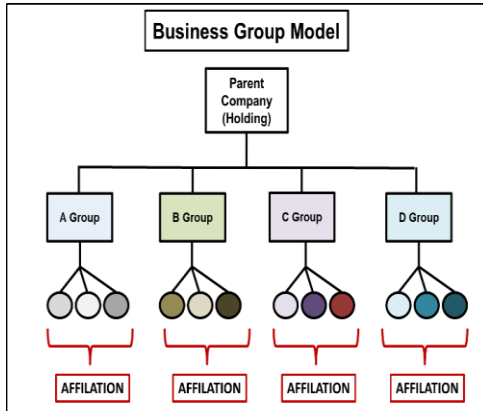 Business Group Model
Parent
Company
(Holding)
A Group
B Group
C Group
D Group
AFFILATION
AFFILATION
AFFILATION
AFFILATION